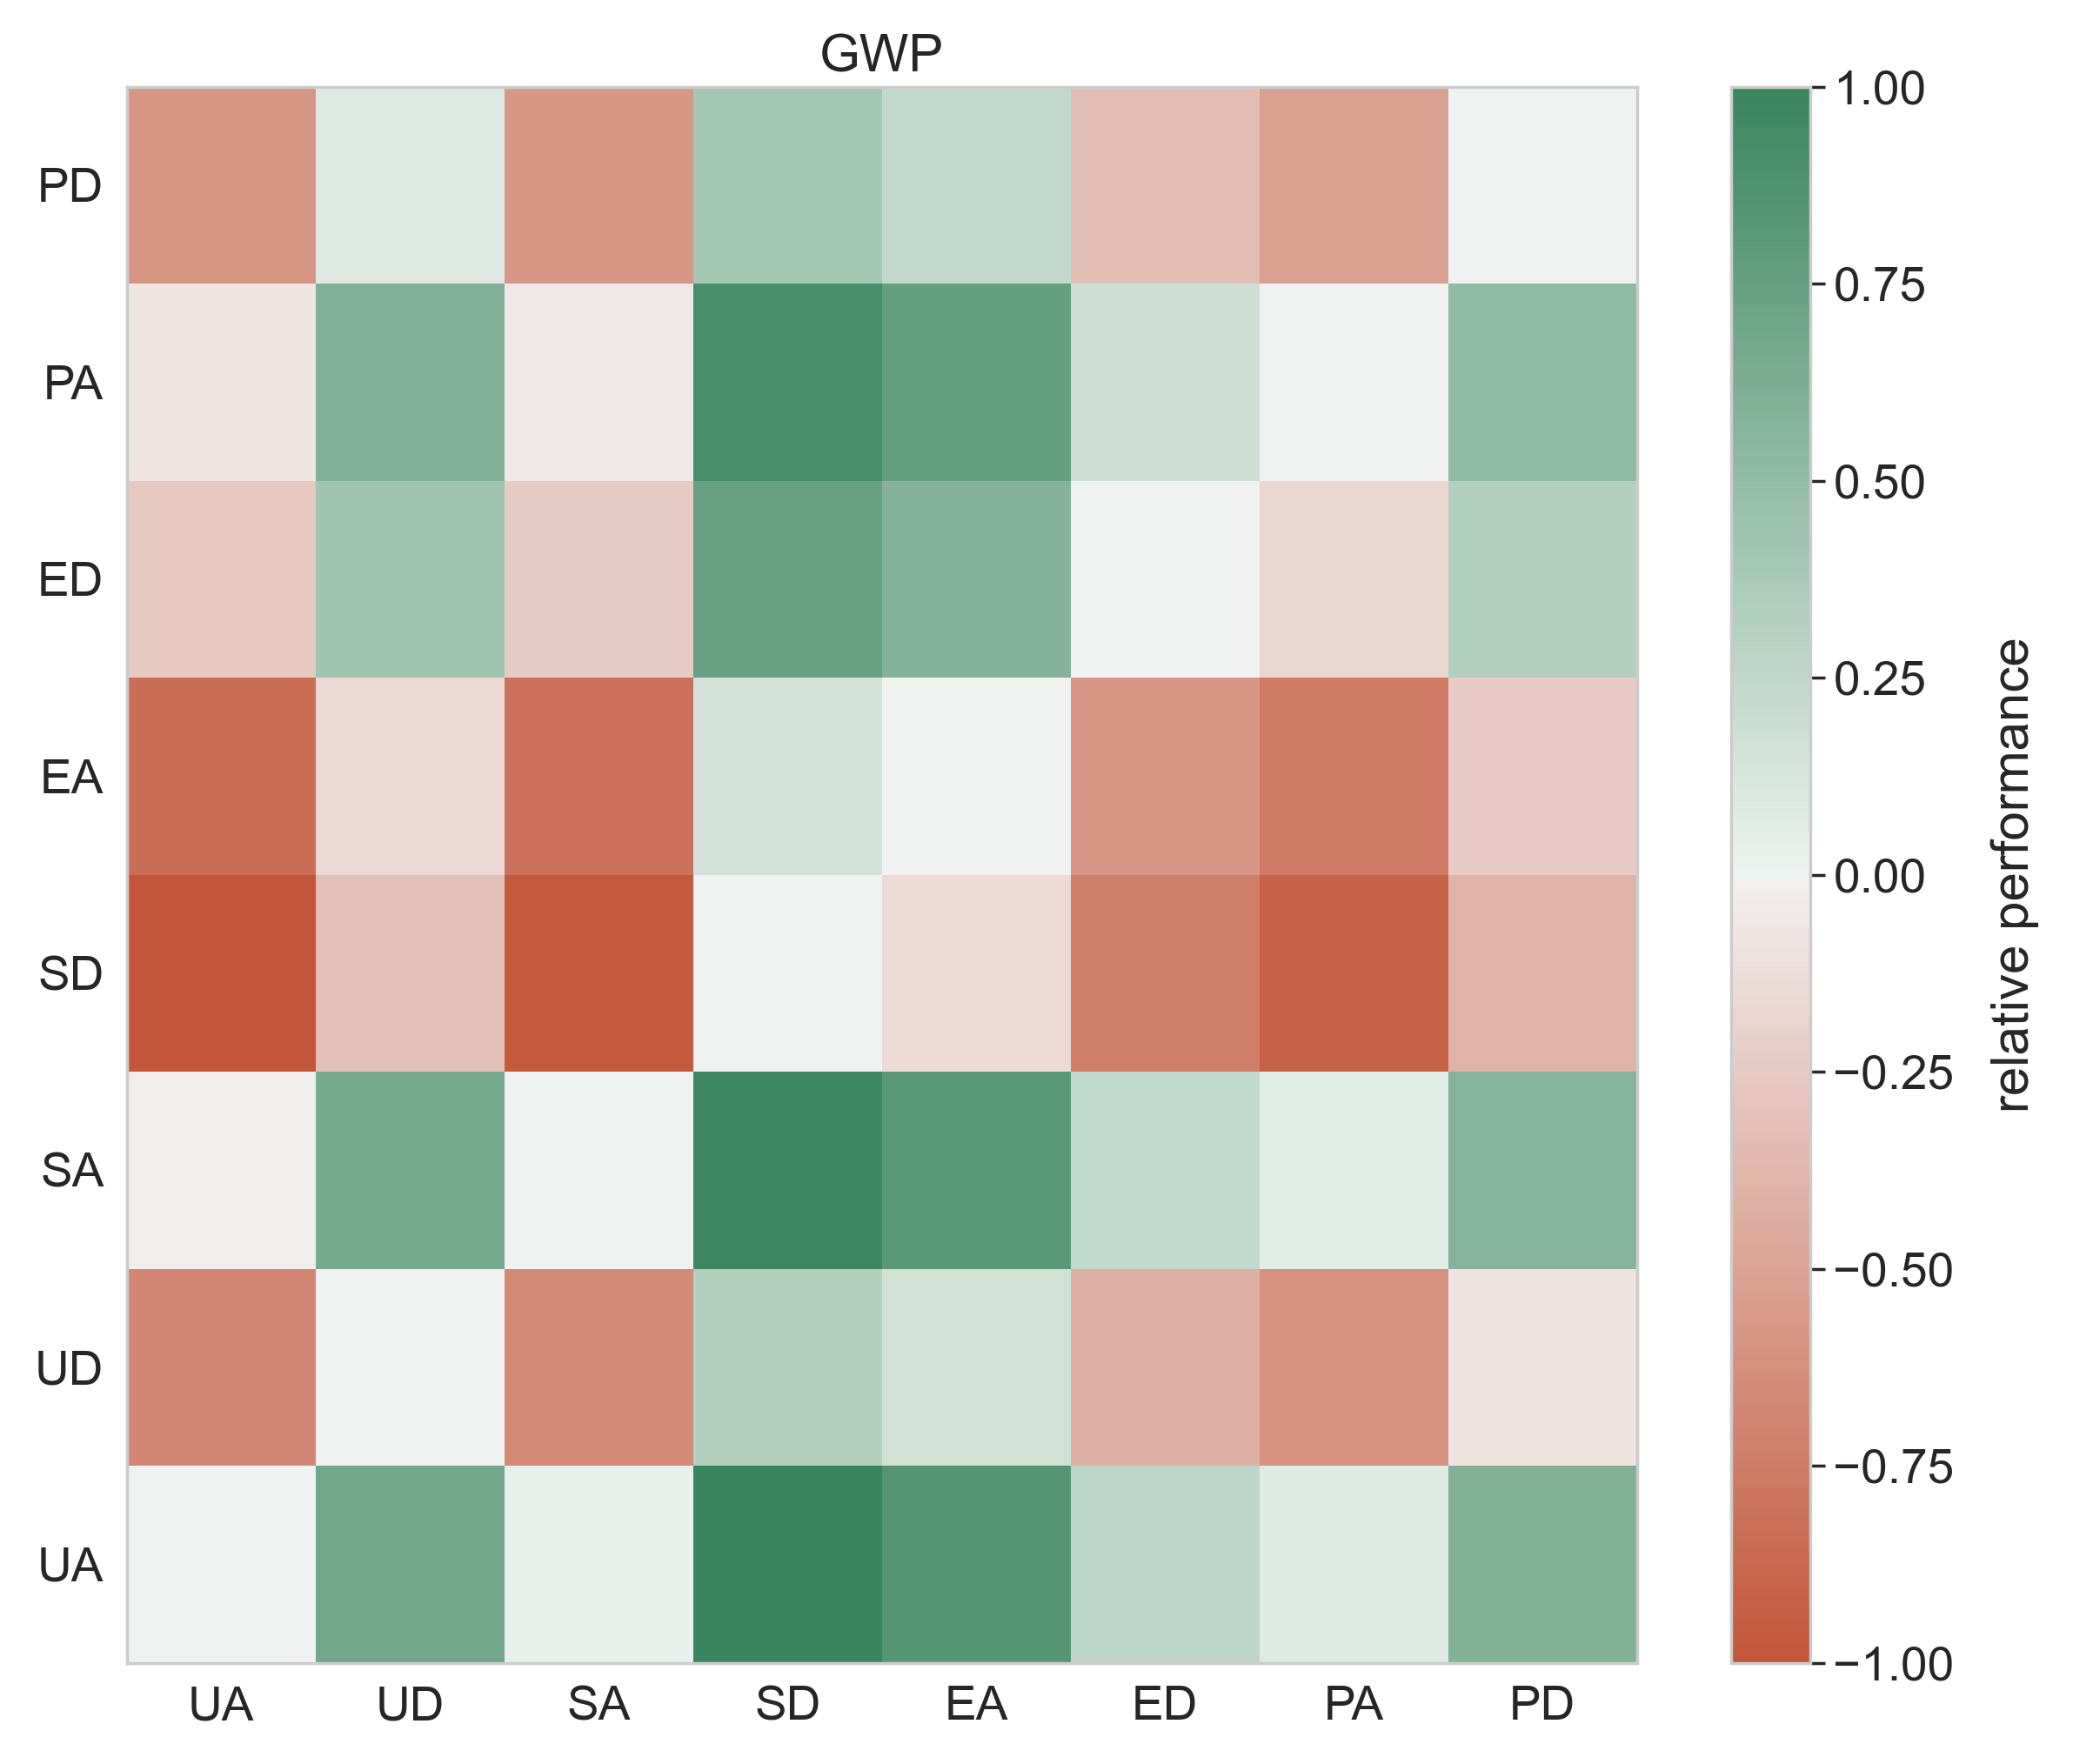 GWP
PD
PA
ED
EA
SD
SA
UD
UA
UA UD SA SD EA ED PA PD
1.00
0.75
0.50
0.25
0.00
−0.25
−0.50
−0.75
−1.00
relative performance